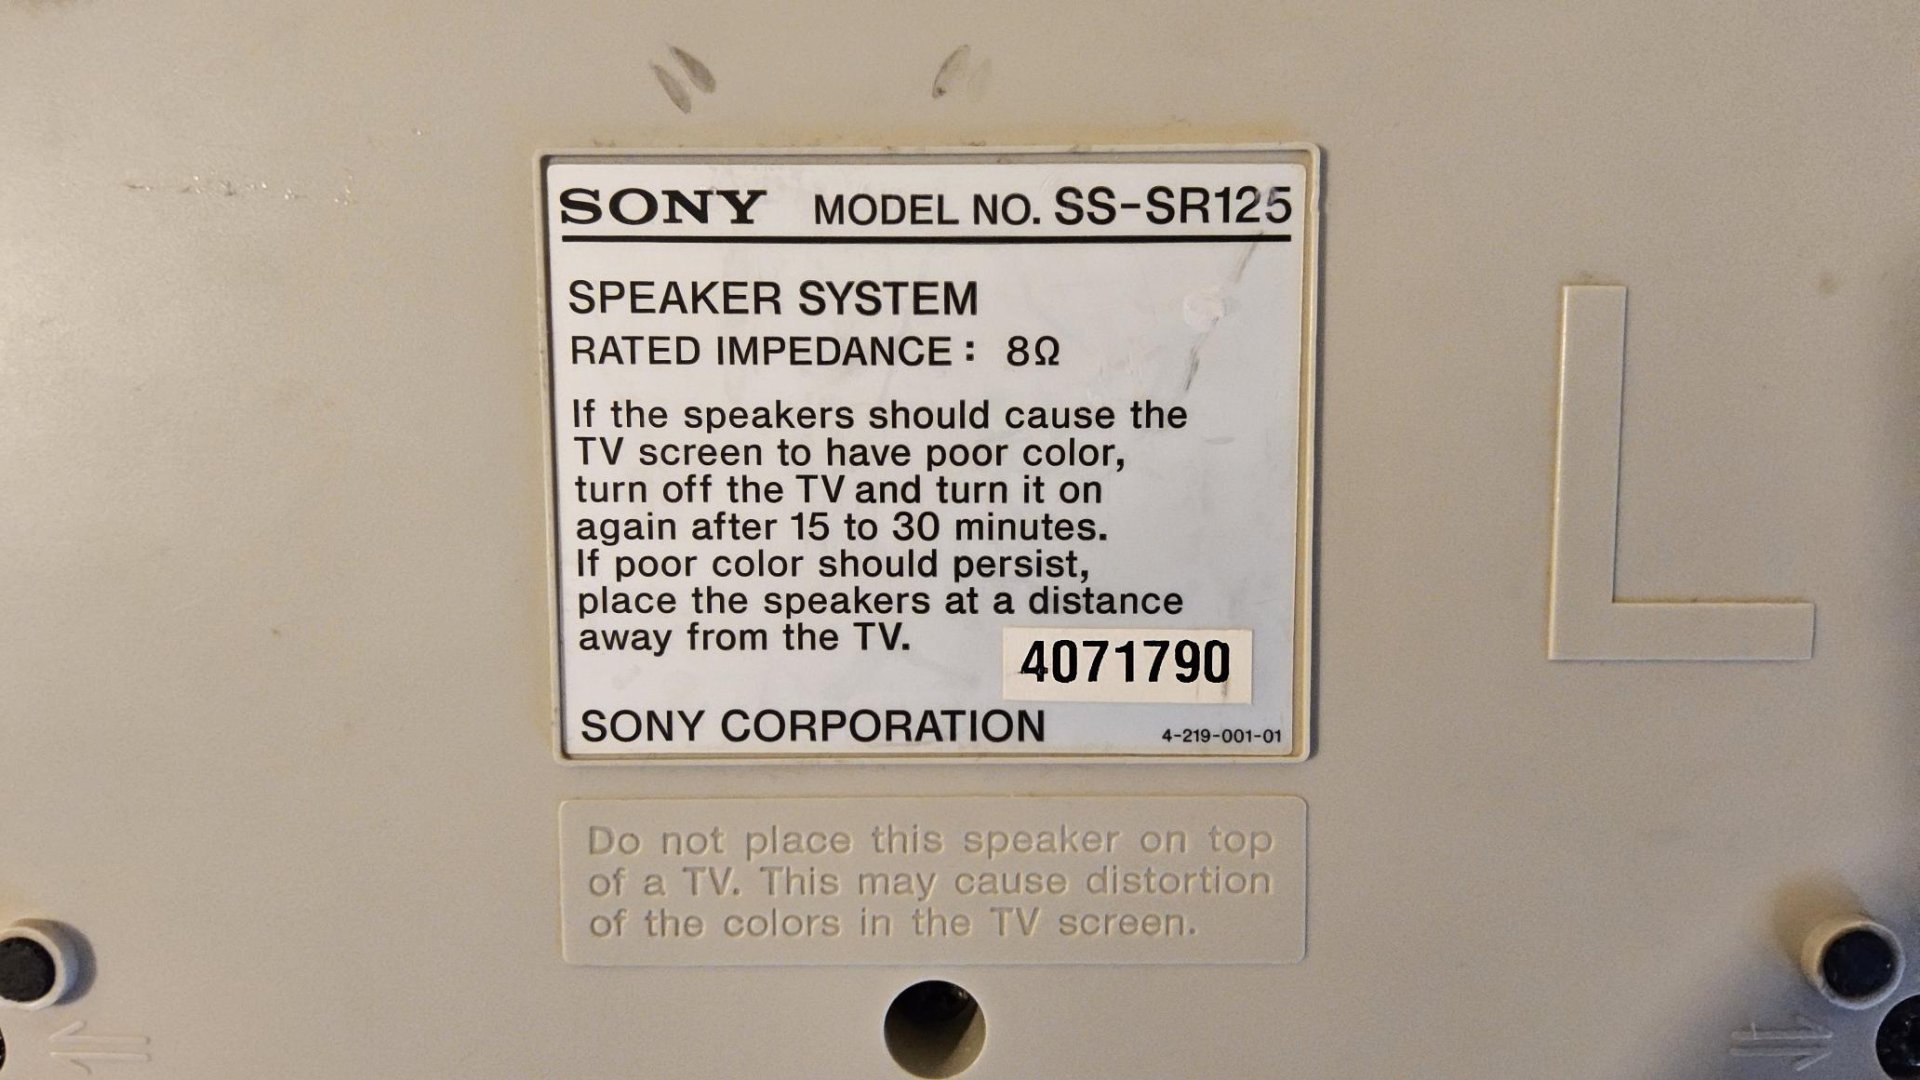 SONY MODEL NO. SS-SR125
SPEAKER SYSTEM
RATED IMPEDANCE : 8Ω
If the speakers should cause the
TV screen to have poor color,
turn off the TV and turn it on
again after 15 to 30 minutes.
If poor color should persist,
place the speakers at a distance
away from the TV.
4071790
SONY CORPORATION 4-219-001-01
L
Do not place this speaker on top
of a TV. This may cause distortion
of the colors in the TV screen.